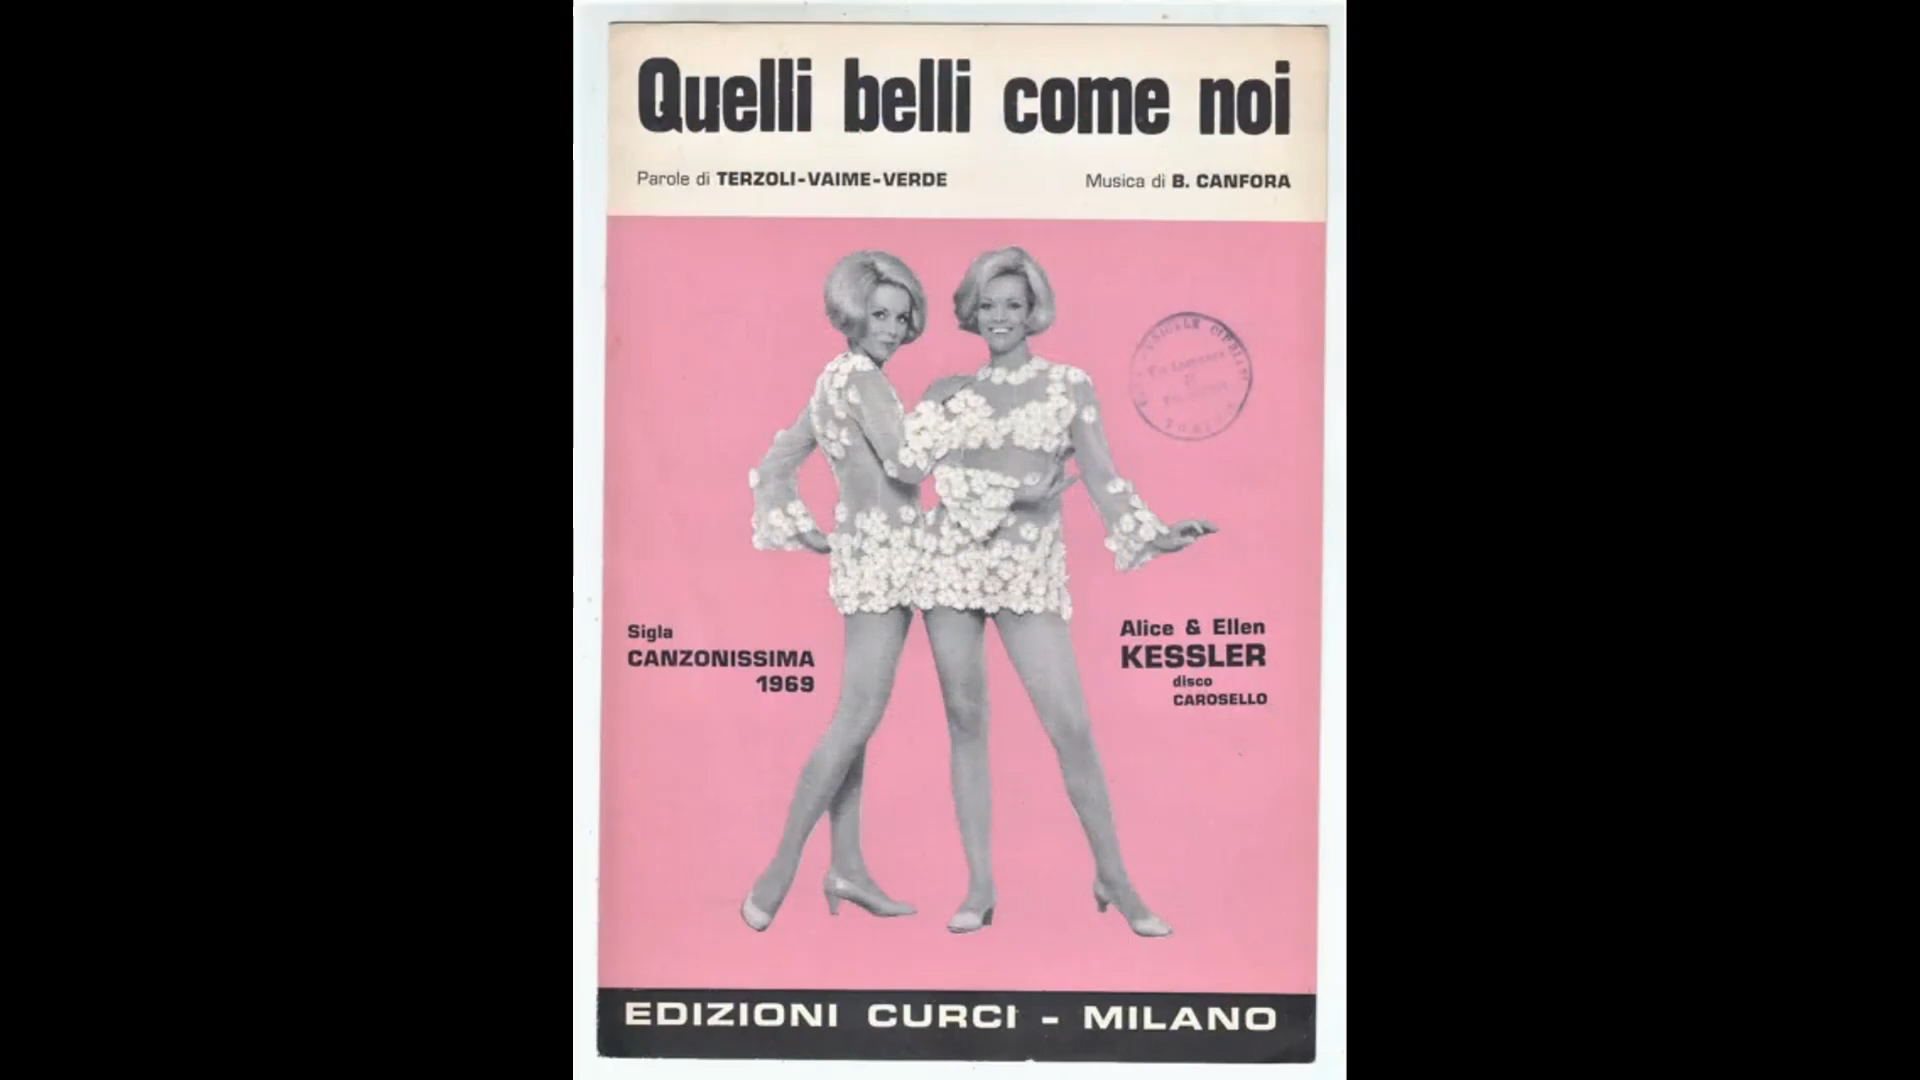 Quelli belli come noi
Parole di TERZOLI-VAIME-VERDE
Musica di B. CANFORA
Sigla
CANZONISSIMA
1969
Alice & Ellen
KESSLER
disco
CAROSELLO
EDIZIONI CURCI - MILANO